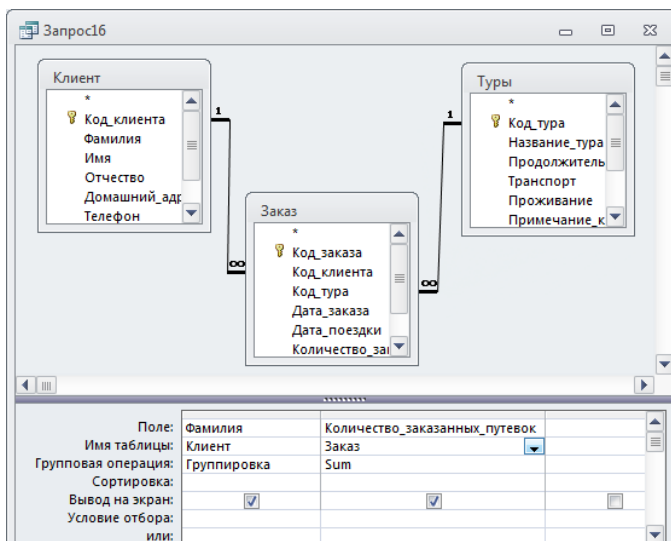 Запрос16
Клиент
*
Код_клиента
Фамилия
Имя
Отчество
Домашний_адр
Телефон
1
∞
Заказ
*
Код_заказа
Код_клиента
Код_тура
Дата_заказа
Дата_поездки
Количество_за
1
∞
Туры
*
Код_тура
Название_тура
Продолжитель
Транспорт
Проживание
Примечание_к
Поле: Фамилия Количество_заказанных_путевок
Имя таблицы: Клиент Заказ
Групповая операция: Группировка Sum
Сортировка:
Вывод на экран:
Условие отбора:
или: